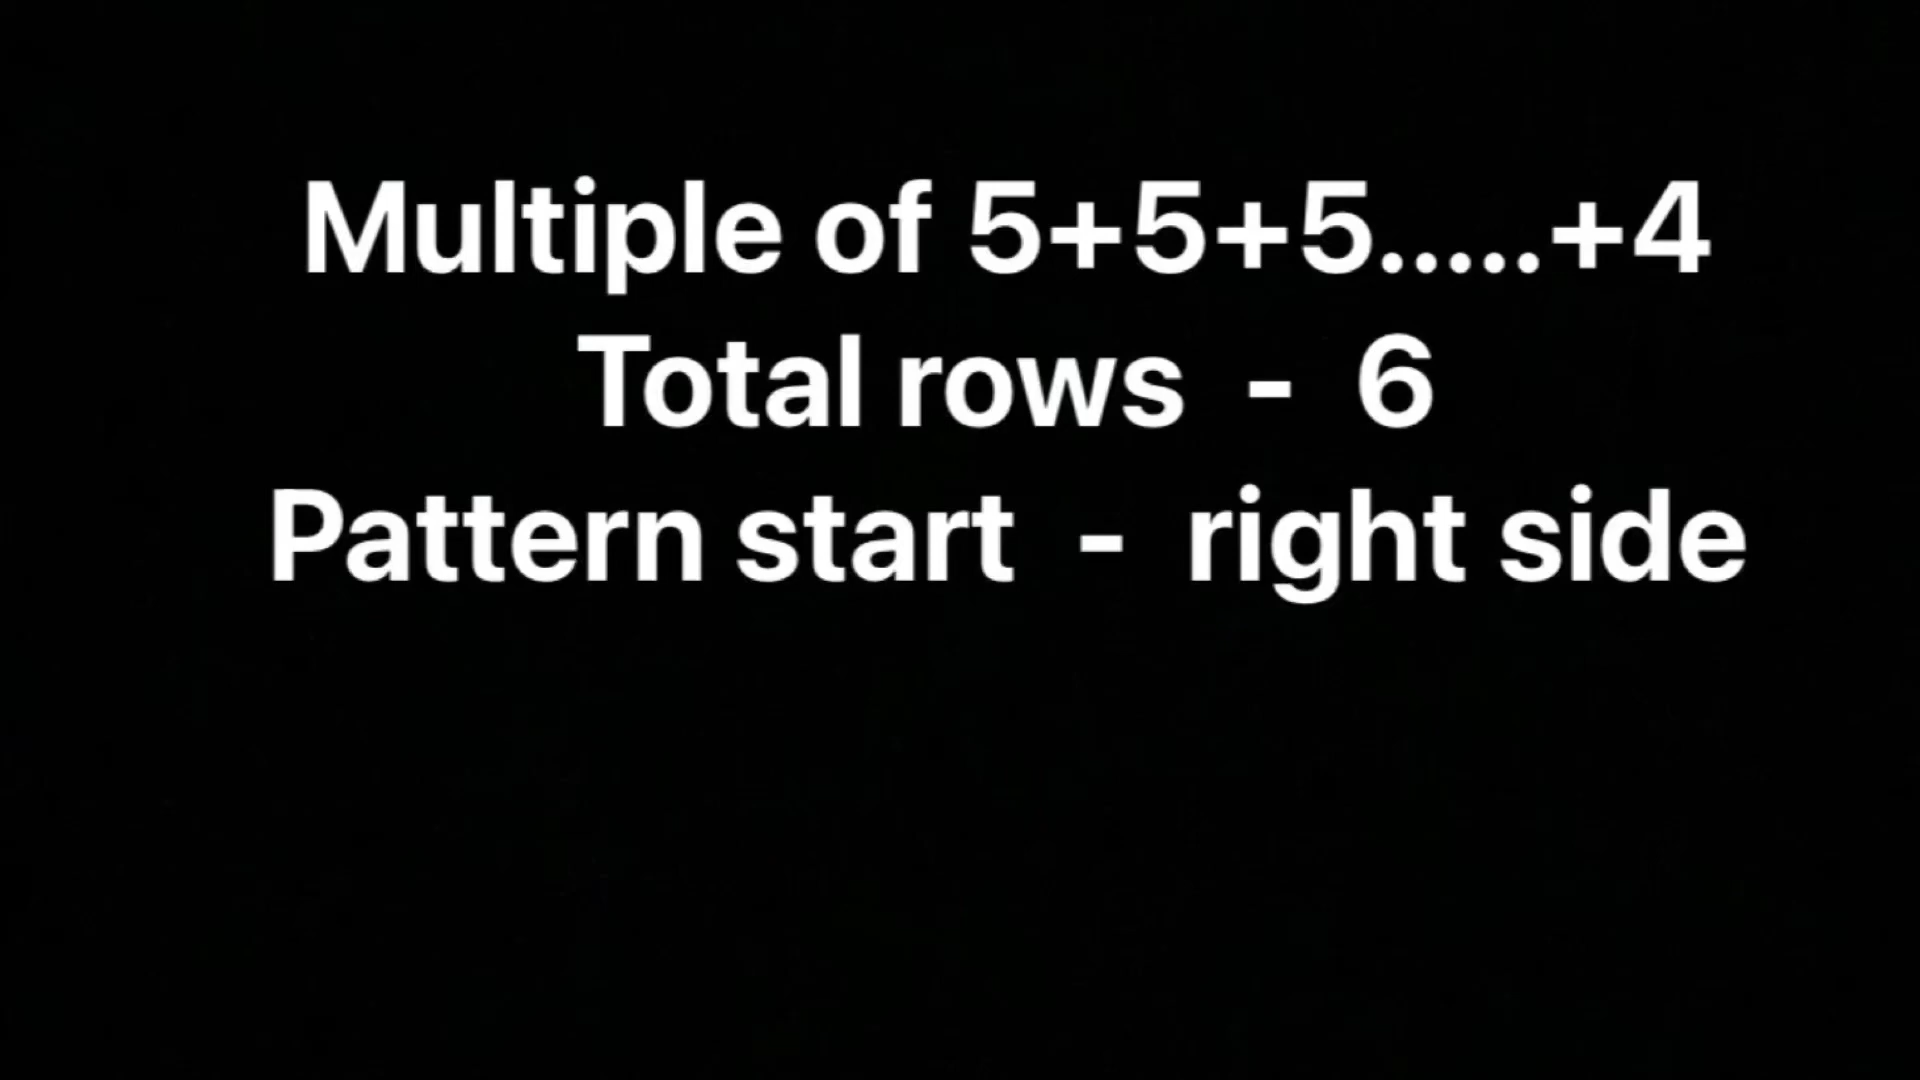 Multiple of 5+5+5.....+4
Total rows - 6
Pattern start - right side